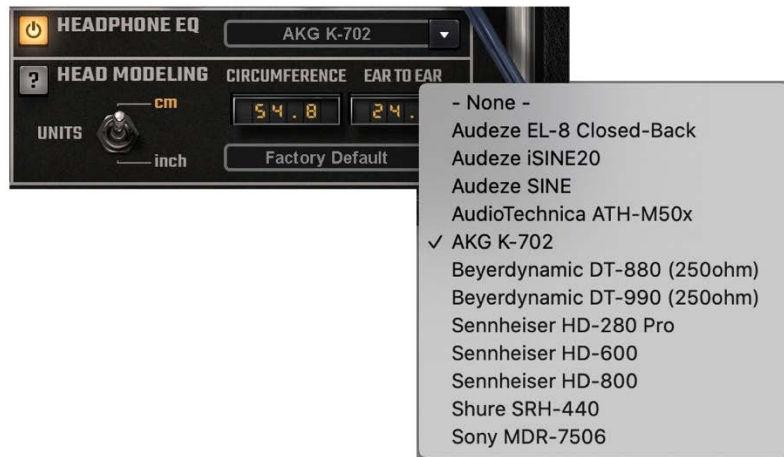 HEADPHONE EQ
AKG K-702
?
HEAD MODELING
CIRCUMFERENCE
EAR TO EAR
cm
54.8
24.
UNITS
inch
Factory Default
- None -
Audeze EL-8 Closed-Back
Audeze iSINE20
Audeze SINE
AudioTechnica ATH-M50x
✓ AKG K-702
Beyerdynamic DT-880 (250ohm)
Beyerdynamic DT-990 (250ohm)
Sennheiser HD-280 Pro
Sennheiser HD-600
Sennheiser HD-800
Shure SRH-440
Sony MDR-7506